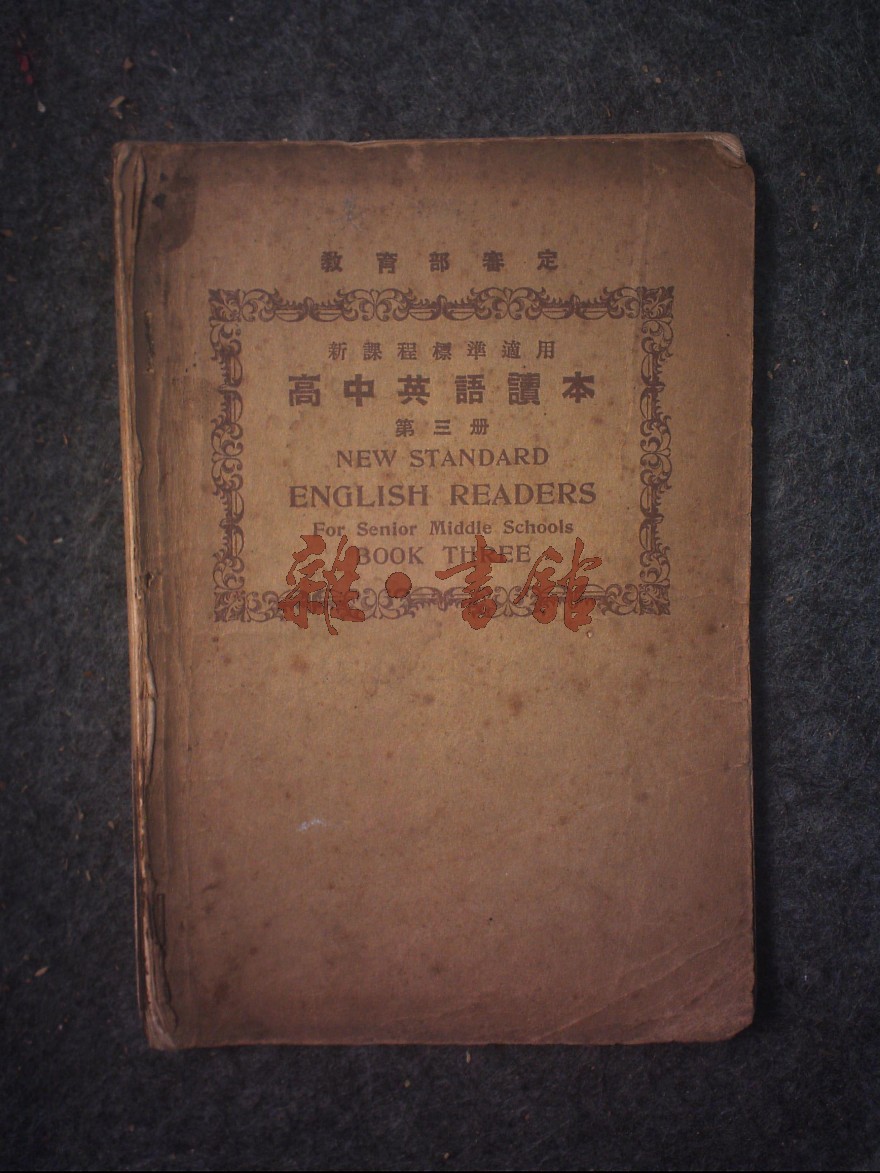 教育部審定
新課程標準適用
高中英語讀本
第三册
NEW STANDARD
ENGLISH READERS
For Senior Middle Schools
BOOK THREE
雜·書館